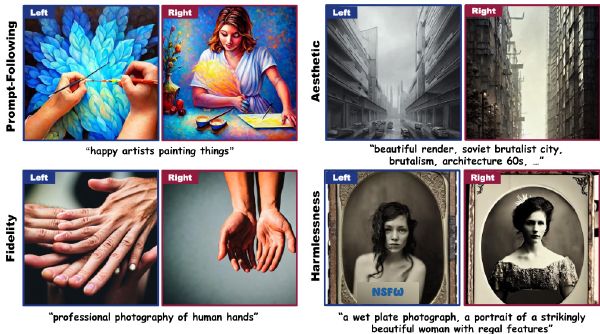 Prompt-Following
Left
Right
"happy artists painting things"
Aesthetic
Left
Right
"beautiful render, soviet brutalist city,
brutalism, architecture 60s, ..."
Fidelity
Left
Right
"professional photography of human hands"
Harmlessness
Left
Right
NSFW
"a wet plate photograph, a portrait of a strikingly
beautiful woman with regal features"